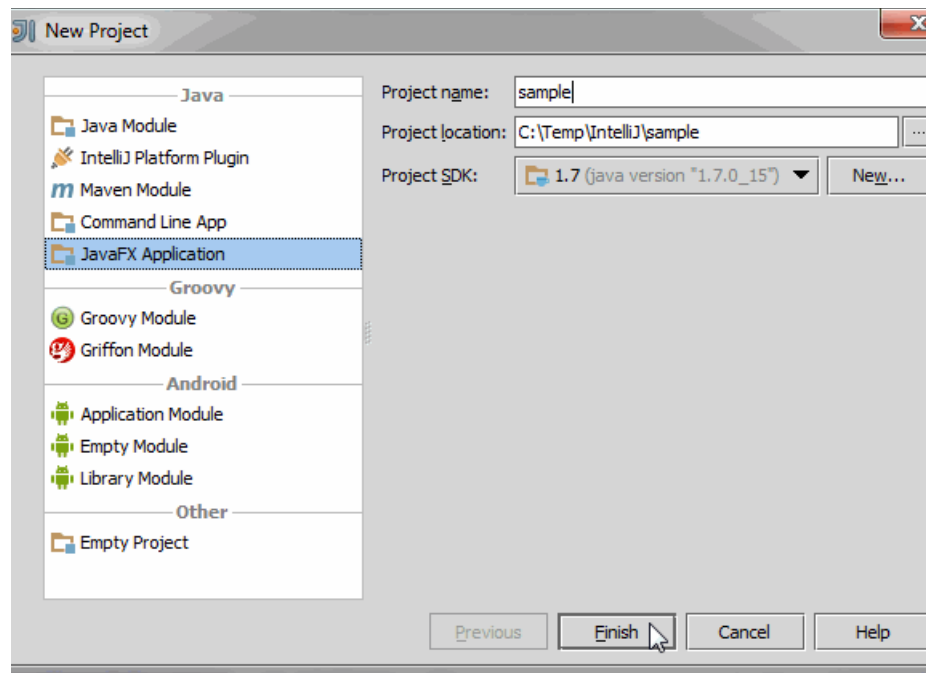 New Project
Java
Java Module
IntelliJ Platform Plugin
Maven Module
Command Line App
JavaFX Application
Groovy
Groovy Module
Griffon Module
Android
Application Module
Empty Module
Library Module
Other
Empty Project
Project name: sample
Project location: C:\Temp\IntelliJ\sample ...
Project SDK: 1.7 (java version "1.7.0_15") New...
Previous Finish Cancel Help